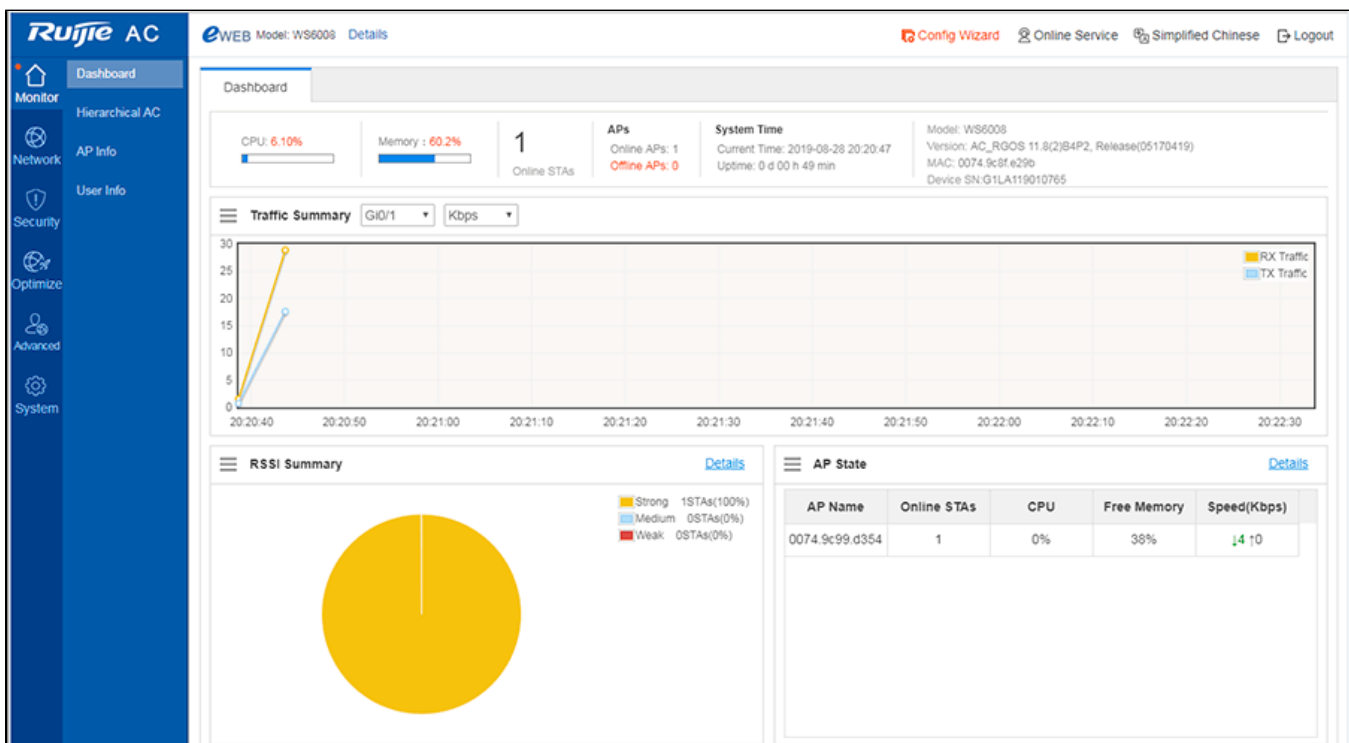 Ruijie AC
eWEB Model: WS6008 Details
Config Wizard Online Service Simplified Chinese Logout
Monitor
Network
Security
Optimize
Advanced
System
Dashboard
Hierarchical AC
AP Info
User Info
Dashboard
CPU: 6.10%
Memory : 60.2%
1
Online STAs
APs
Online APs: 1
Offline APs: 0
System Time
Current Time: 2019-08-28 20:20:47
Uptime: 0 d 00 h 49 min
Model: WS6008
Version: AC_RGOS 11.8(2)B4P2, Release(05170419)
MAC: 0074.9c8f.e29b
Device SN:G1LA119010765
Traffic Summary Gi0/1 Kbps
30
25
20
15
10
5
0
RX Traffic
TX Traffic
20:20:40 20:20:50 20:21:00 20:21:10 20:21:20 20:21:30 20:21:40 20:21:50 20:22:00 20:22:10 20:22:20 20:22:30
RSSI Summary Details
Strong 1STAs(100%)
Medium 0STAs(0%)
Weak 0STAs(0%)
AP State Details
AP Name Online STAs CPU Free Memory Speed(Kbps)
0074.9c99.d354 1 0% 38% ↓4 ↑0